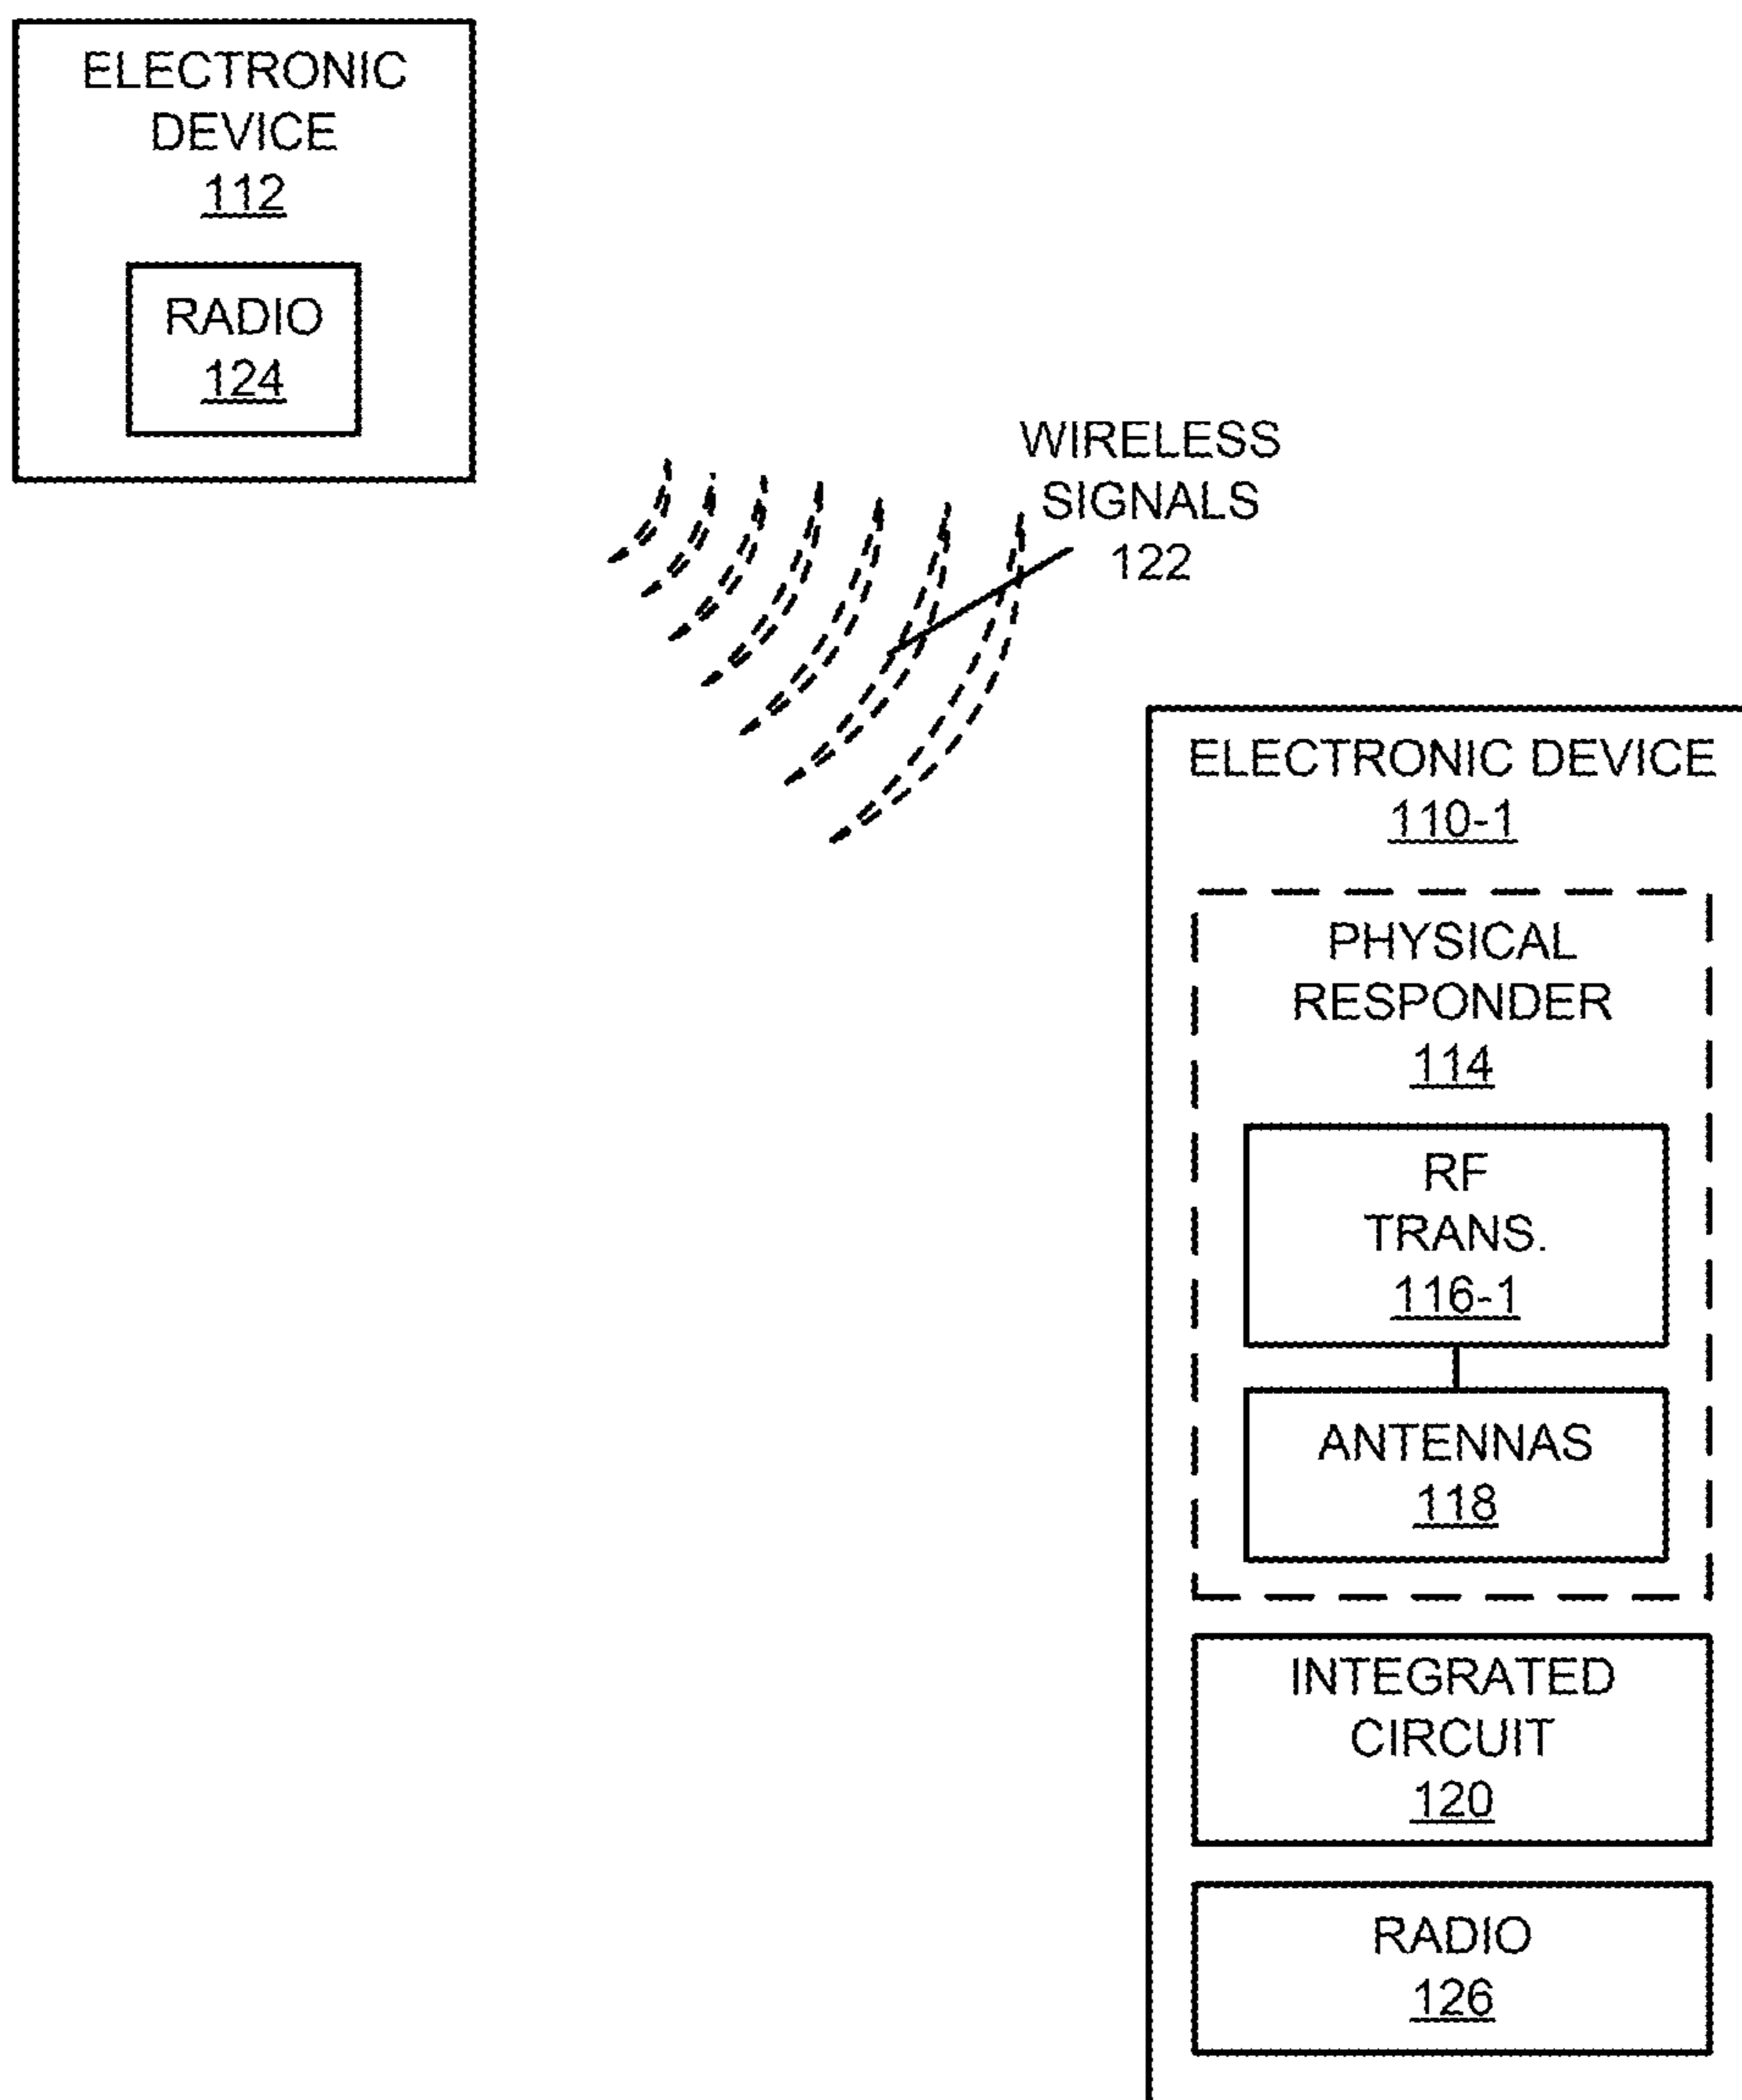 ELECTRONIC
DEVICE
112
RADIO
124
WIRELESS
SIGNALS
122
ELECTRONIC DEVICE
110-1
PHYSICAL
RESPONDER
114
RF
TRANS.
116-1
ANTENNAS
118
INTEGRATED
CIRCUIT
120
RADIO
126